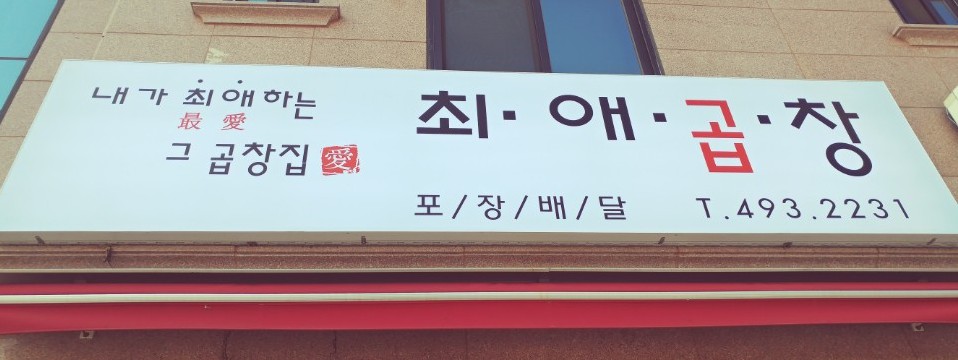 내가 최애하는
最愛
그 곱창집 愛
최·애·곱·창
포/장/배/달 T.493.2231